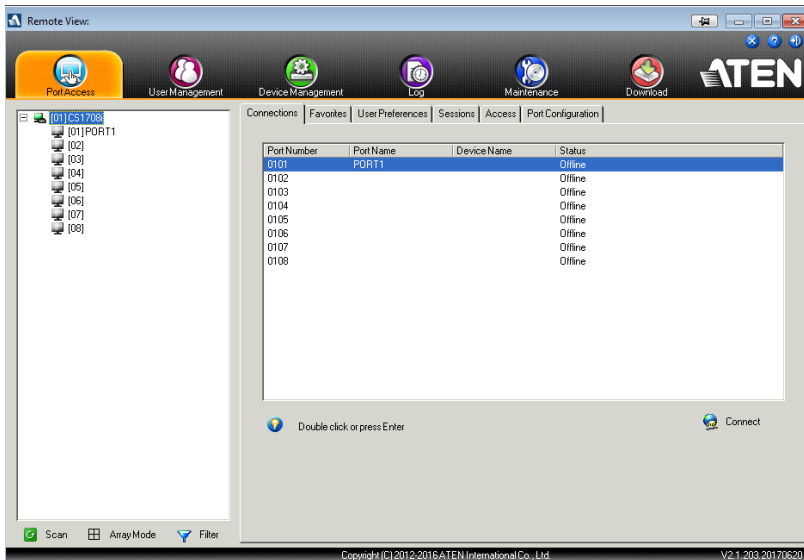 Remote View:
ATEN
Port Access User Management Device Management Log Maintenance Download
[01]CS1708i
[01]PORT1
[02]
[03]
[04]
[05]
[06]
[07]
[08]
Scan Array Mode Filter
Connections Favorites User Preferences Sessions Access Port Configuration
Port Number Port Name Device Name Status
0101 PORT1 Offline
0102 Offline
0103 Offline
0104 Offline
0105 Offline
0106 Offline
0107 Offline
0108 Offline
Double click or press Enter
Connect
Copyright (C) 2012-2016 ATEN International Co., Ltd.
V2.1.203.20170620